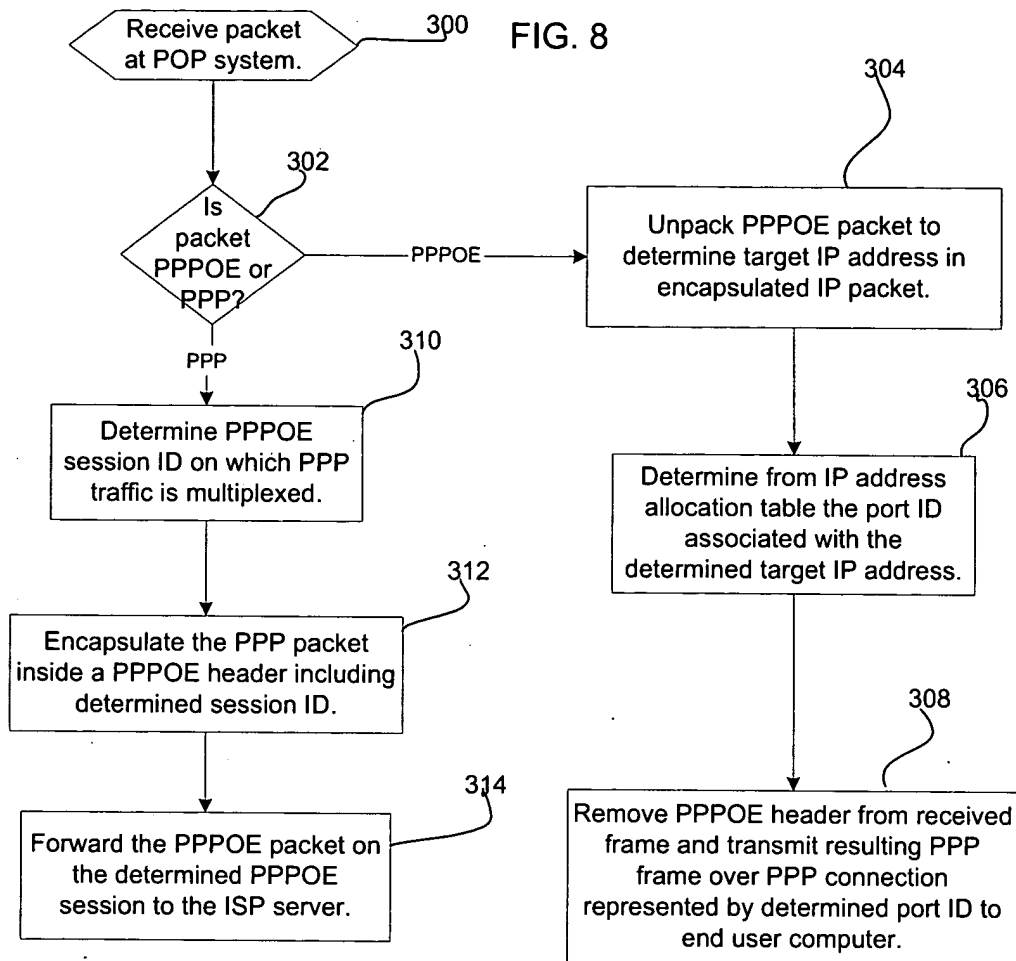 Receive packet
at POP system.
300
FIG. 8
302
Is
packet
PPPOE or
PPP?
PPPOE
304
Unpack PPPOE packet to
determine target IP address in
encapsulated IP packet.
PPP
310
Determine PPPOE
session ID on which PPP
traffic is multiplexed.
306
Determine from IP address
allocation table the port ID
associated with the
determined target IP address.
312
Encapsulate the PPP packet
inside a PPPOE header including
determined session ID.
308
Remove PPPOE header from received
frame and transmit resulting PPP
frame over PPP connection
represented by determined port ID to
end user computer.
314
Forward the PPPOE packet on
the determined PPPOE
session to the ISP server.